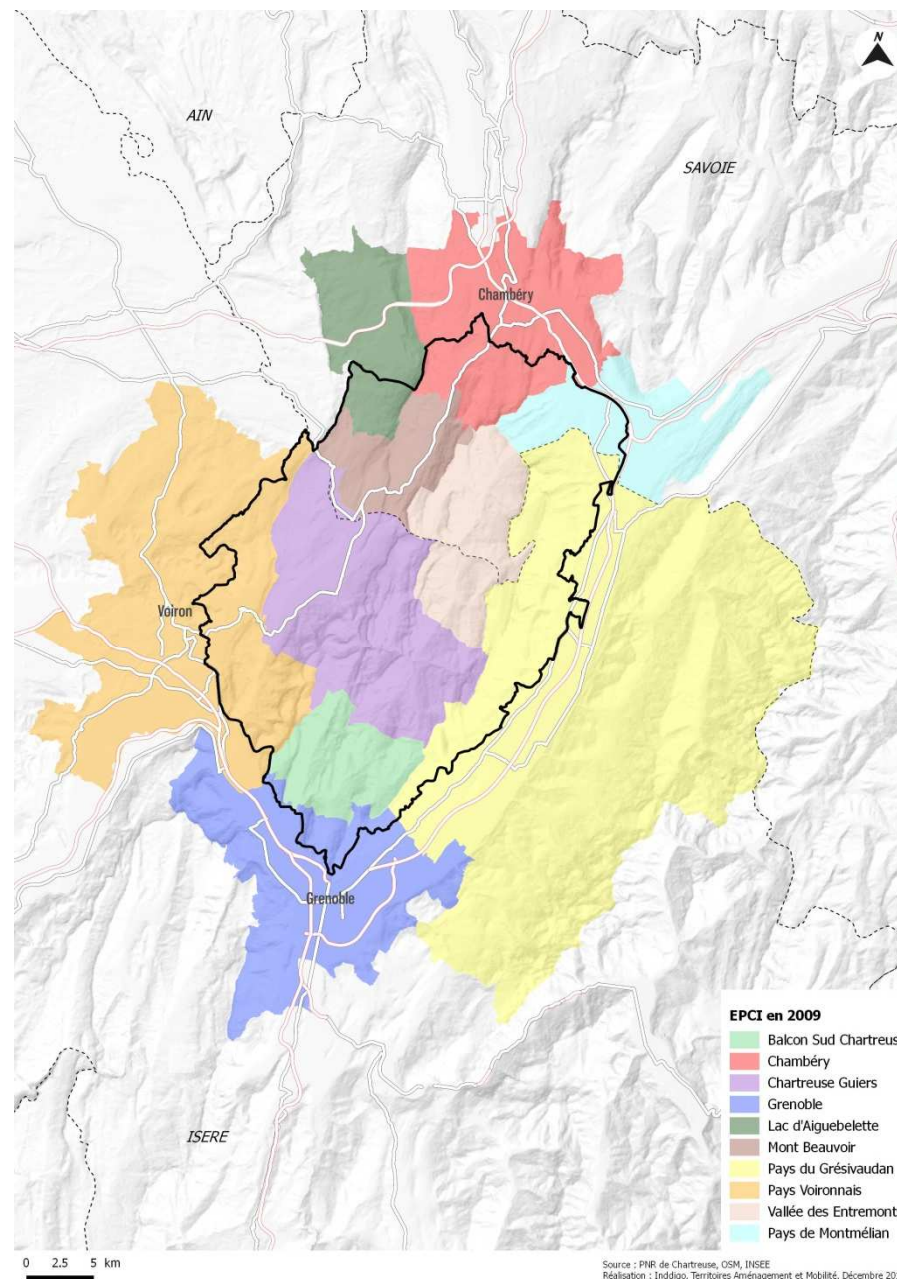 N
AIN
SAVOIE
Chambéry
Voiron
Grenoble
ISERE
EPCI en 2009
Balcon Sud Chartreus
Chambéry
Chartreuse Guiers
Grenoble
Lac d'Aiguebelette
Mont Beauvoir
Pays du Grésivaudan
Pays Voironnais
Vallée des Entremont
Pays de Montmélian
0 2.5 5 km
Source : PNR de Chartreuse, OSM, INSEE
Réalisation : Inddigo, Territoires Aménagement et Mobilité, Décembre 20